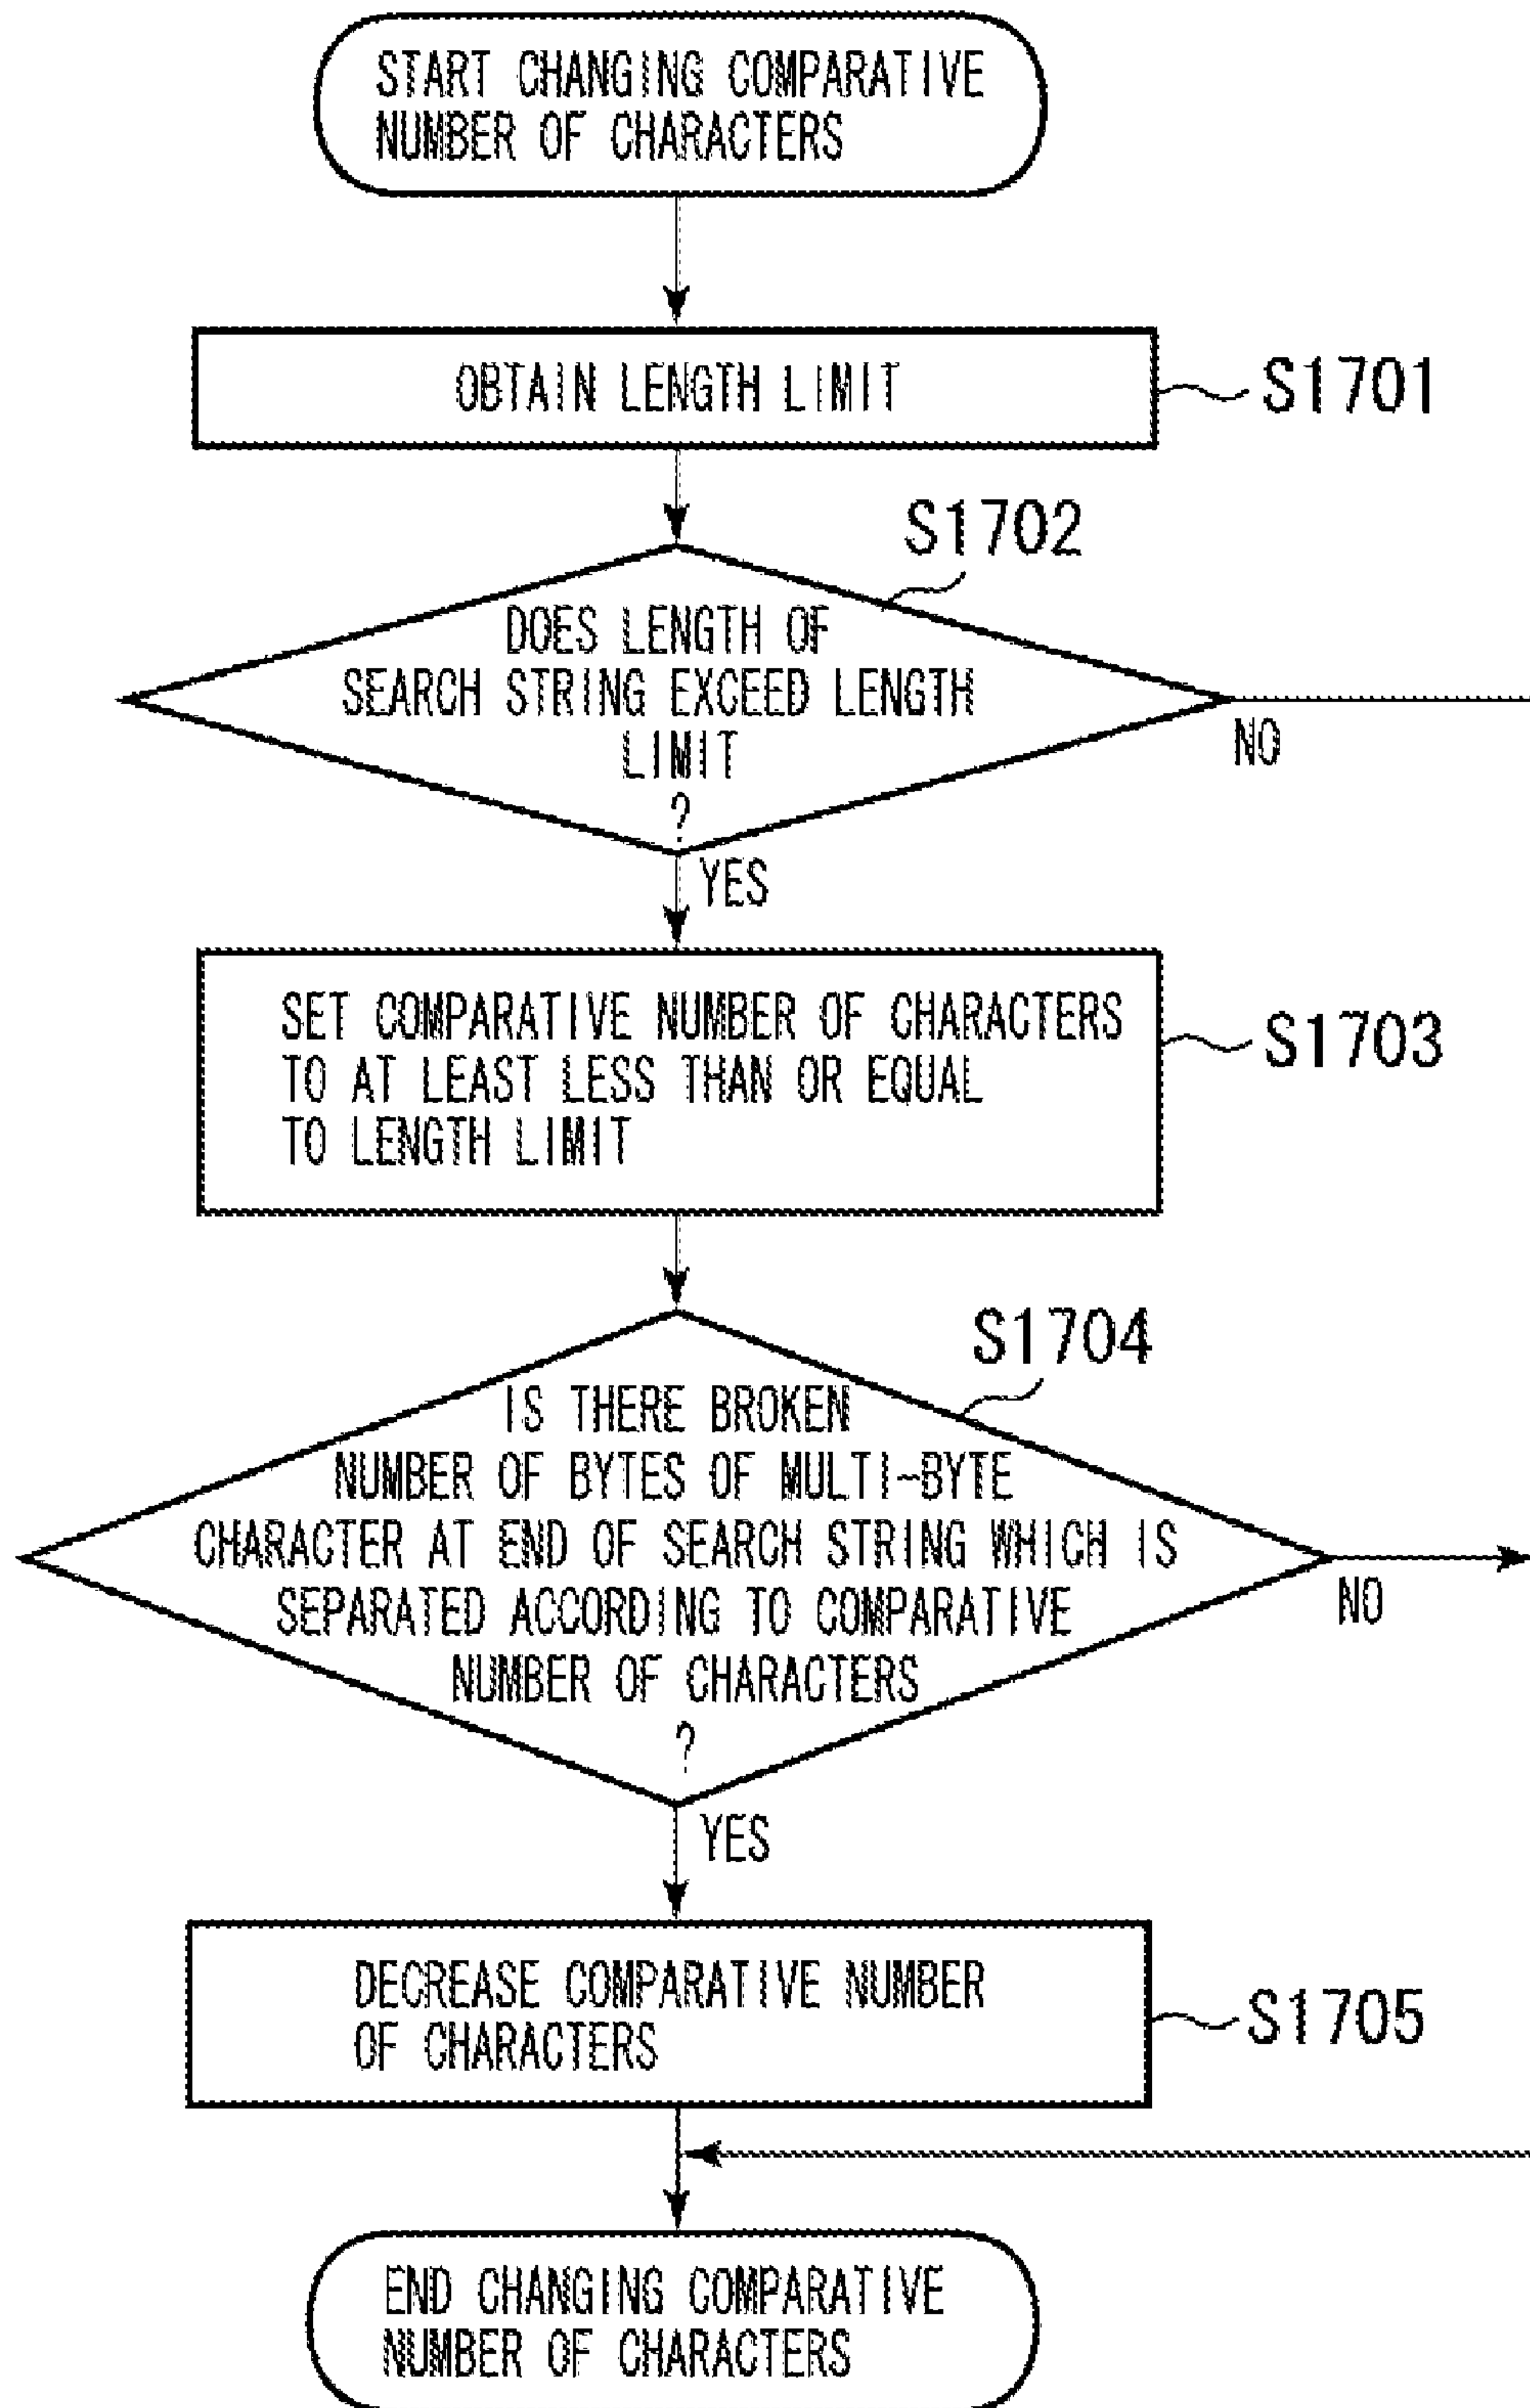 START CHANGING COMPARATIVE
NUMBER OF CHARACTERS
OBTAIN LENGTH LIMIT
S1701
S1702
DOES LENGTH OF
SEARCH STRING EXCEED LENGTH
LIMIT
?
NO
YES
SET COMPARATIVE NUMBER OF CHARACTERS
TO AT LEAST LESS THAN OR EQUAL
TO LENGTH LIMIT
S1703
S1704
IS THERE BROKEN
NUMBER OF BYTES OF MULTI-BYTE
CHARACTER AT END OF SEARCH STRING WHICH IS
SEPARATED ACCORDING TO COMPARATIVE
NUMBER OF CHARACTERS
?
NO
YES
DECREASE COMPARATIVE NUMBER
OF CHARACTERS
S1705
END CHANGING COMPARATIVE
NUMBER OF CHARACTERS